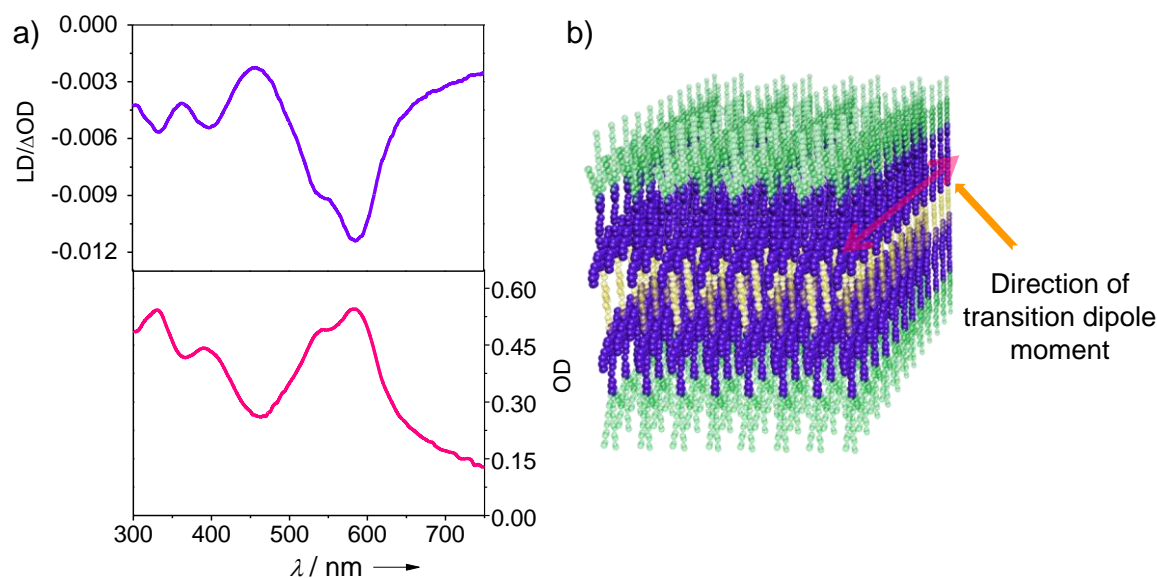 a)
0.000
-0.003
-0.006
-0.009
-0.012
LD/ΔOD
0.60
0.45
0.30
0.15
0.00
OD
300 400 500 600 700
λ / nm
b)
Direction of
transition dipole
moment